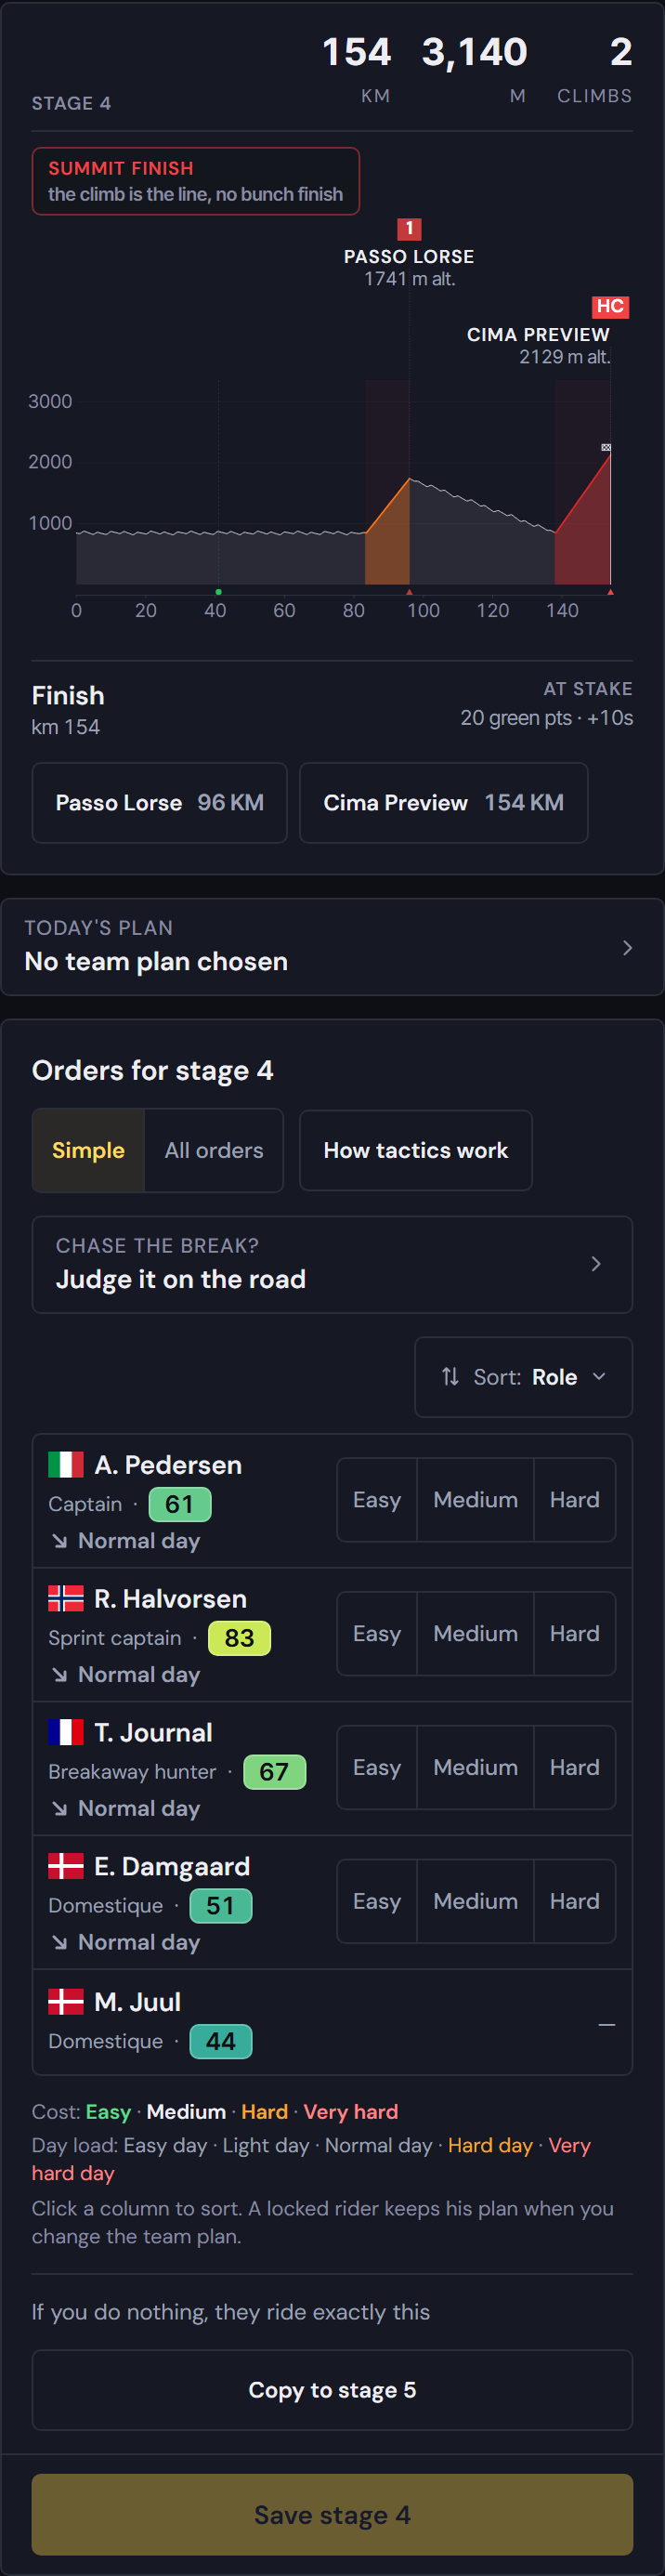 154 3,140 2
STAGE 4 KM M CLIMBS
SUMMIT FINISH
the climb is the line, no bunch finish
1
PASSO LORSE
1741 m alt.
HC
CIMA PREVIEW
2129 m alt.
3000
2000
1000
0 20 40 60 80 100 120 140
Finish AT STAKE
km 154 20 green pts · +10s
Passo Lorse 96 KM Cima Preview 154 KM
TODAY'S PLAN
No team plan chosen
Orders for stage 4
Simple All orders How tactics work
CHASE THE BREAK?
Judge it on the road
Sort: Role
A. Pedersen
Captain · 61 Easy Medium Hard
↘ Normal day
R. Halvorsen
Sprint captain · 83 Easy Medium Hard
↘ Normal day
T. Journal
Breakaway hunter · 67 Easy Medium Hard
↘ Normal day
E. Damgaard
Domestique · 51 Easy Medium Hard
↘ Normal day
M. Juul
Domestique · 44 —
Cost: Easy · Medium · Hard · Very hard
Day load: Easy day · Light day · Normal day · Hard day · Very
hard day
Click a column to sort. A locked rider keeps his plan when you
change the team plan.
If you do nothing, they ride exactly this
Copy to stage 5
Save stage 4